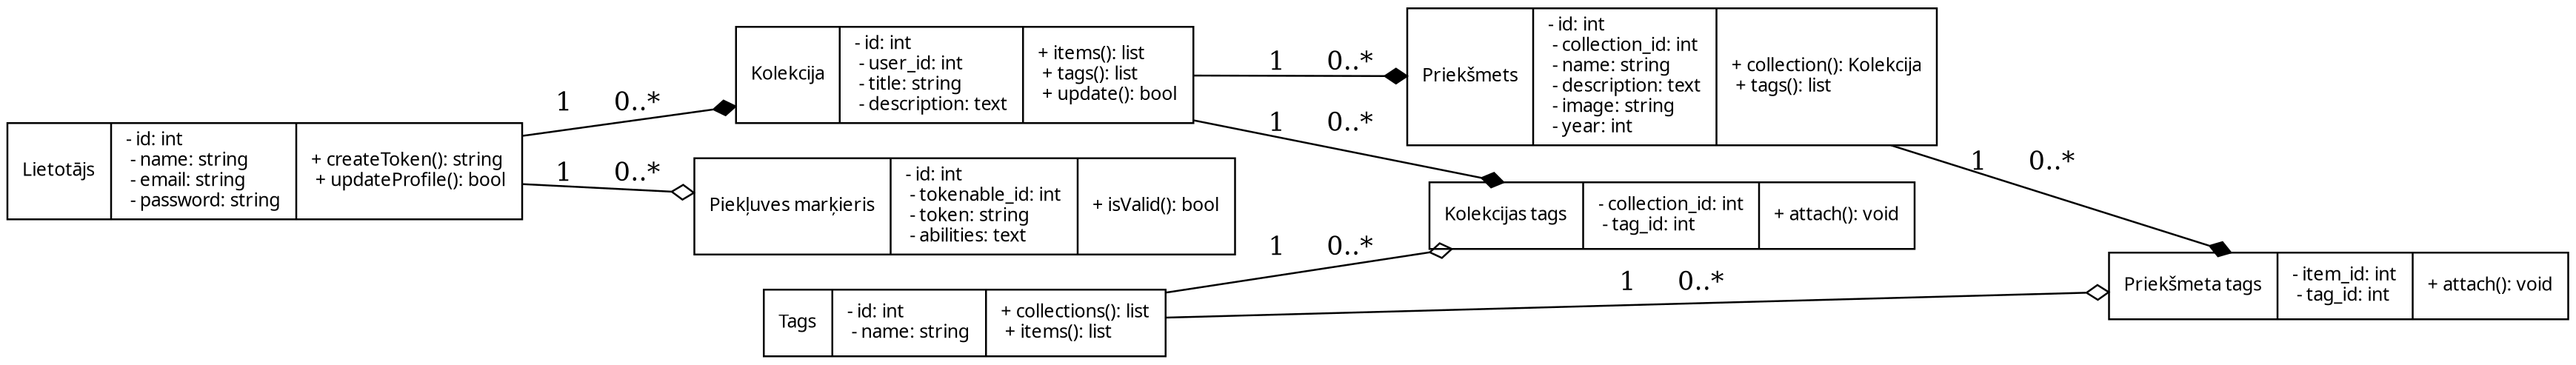 Lietotājs
- id: int
- name: string
- email: string
- password: string
+ createToken(): string
+ updateProfile(): bool
1 0..*
1 0..*
Kolekcija
- id: int
- user_id: int
- title: string
- description: text
+ items(): list
+ tags(): list
+ update(): bool
1 0..*
1 0..*
Piekļuves marķieris
- id: int
- tokenable_id: int
- token: string
- abilities: text
+ isValid(): bool
Tags
- id: int
- name: string
+ collections(): list
+ items(): list
1 0..*
1 0..*
Priekšmets
- id: int
- collection_id: int
- name: string
- description: text
- image: string
- year: int
+ collection(): Kolekcija
+ tags(): list
1 0..*
Kolekcijas tags
- collection_id: int
- tag_id: int
+ attach(): void
Priekšmeta tags
- item_id: int
- tag_id: int
+ attach(): void